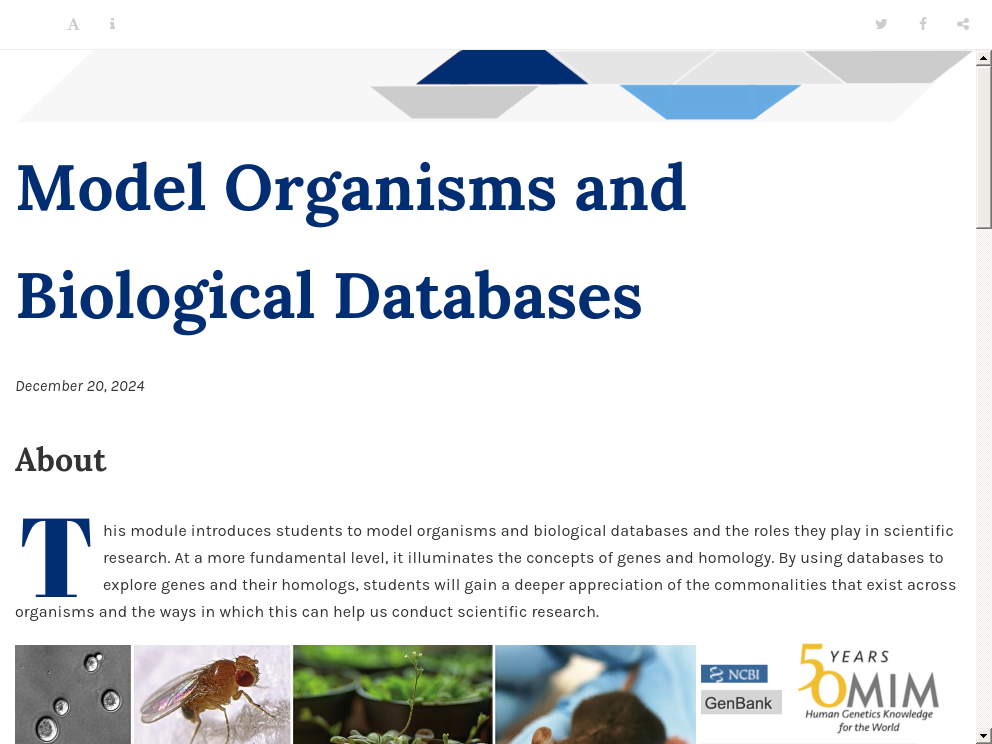 Model Organisms and
Biological Databases
December 20, 2024
About
This module introduces students to model organisms and biological databases and the roles they play in scientific
research. At a more fundamental level, it illuminates the concepts of genes and homology. By using databases to
explore genes and their homologs, students will gain a deeper appreciation of the commonalities that exist across
organisms and the ways in which this can help us conduct scientific research.
NCBI
GenBank
50 YEARS
OMIM
Human Genetics Knowledge
for the World